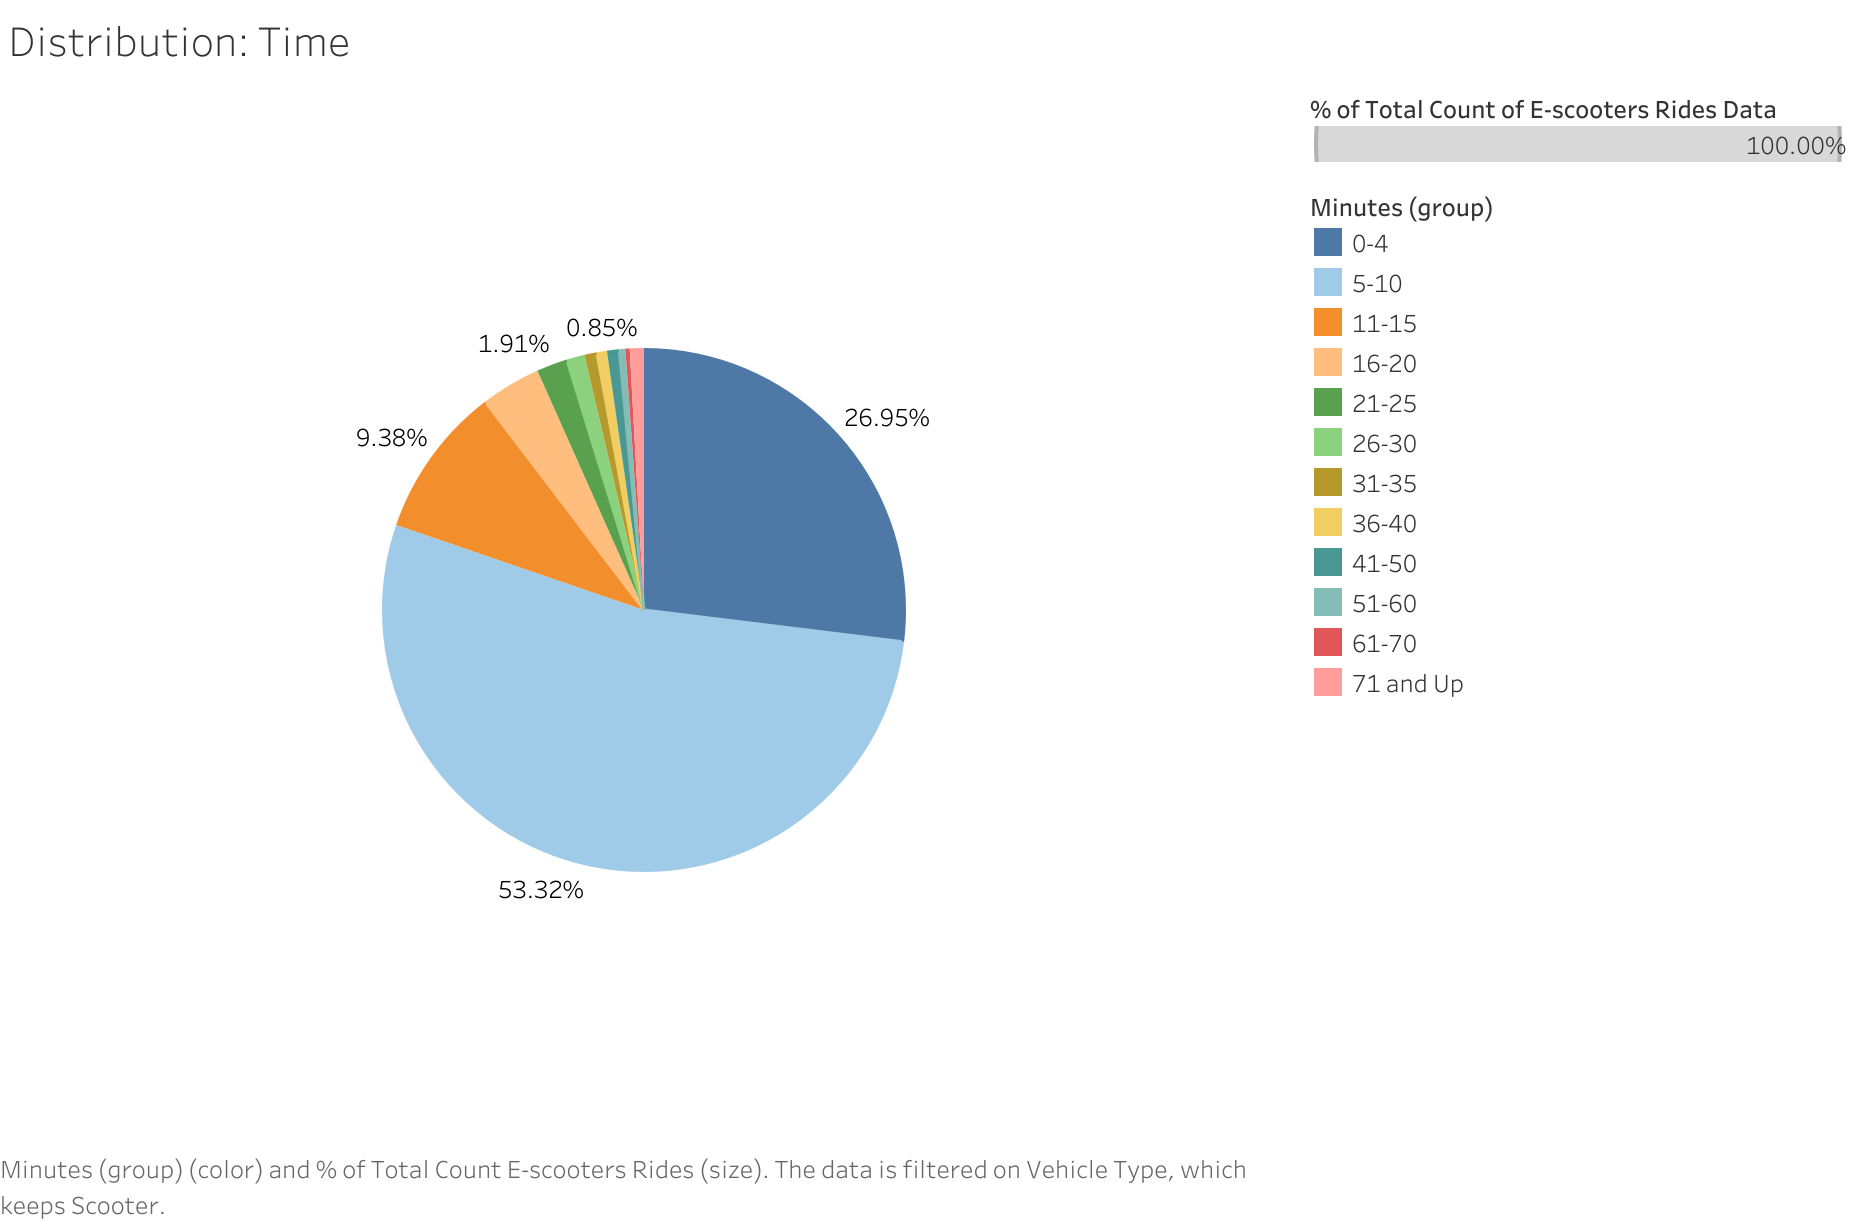 Distribution: Time
% of Total Count of E-scooters Rides Data
100.00%
Minutes (group)
0-4
5-10
11-15
16-20
21-25
26-30
31-35
36-40
41-50
51-60
61-70
71 and Up
0.85%
1.91%
26.95%
9.38%
53.32%
Minutes (group) (color) and % of Total Count E-scooters Rides (size). The data is filtered on Vehicle Type, which
keeps Scooter.